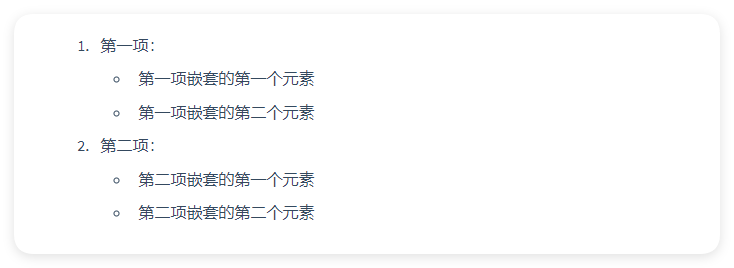 1. 第一项:
第一项嵌套的第一个元素
第一项嵌套的第二个元素
2. 第二项:
第二项嵌套的第一个元素
第二项嵌套的第二个元素